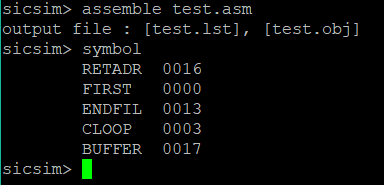 sicsim> assemble test.asm
output file : [test.lst], [test.obj]
sicsim> symbol
RETADR 0016
FIRST 0000
ENDFIL 0013
CLOOP 0003
BUFFER 0017
sicsim>